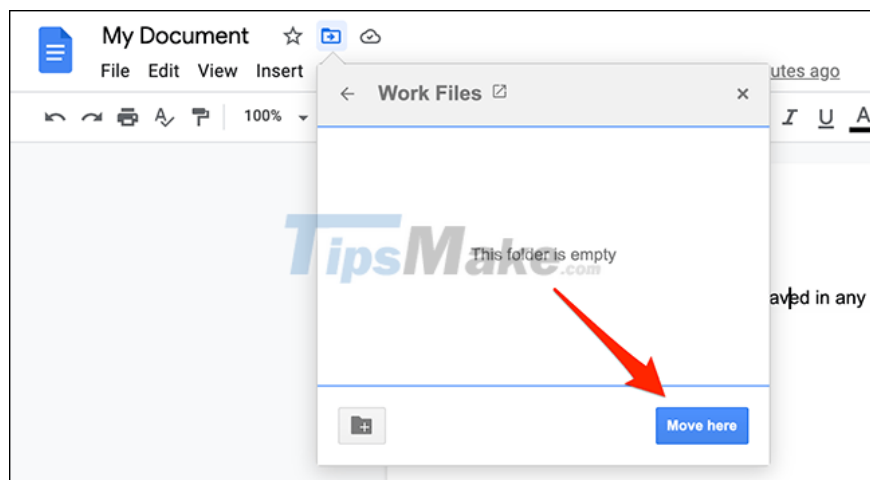 My Document
File Edit View Insert
utes ago
Work Files
100%
I U A
TipsMake.com
This folder is empty
aved in any
Move here